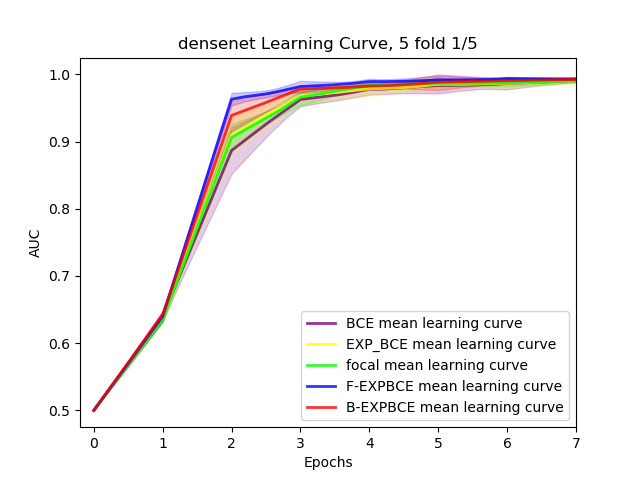 densenet Learning Curve, 5 fold 1/5
1.0
0.9
0.8
0.7
0.6
0.5
AUC
BCE mean learning curve
EXP_BCE mean learning curve
focal mean learning curve
F-EXPBCE mean learning curve
B-EXPBCE mean learning curve
0 1 2 3 4 5 6 7
Epochs